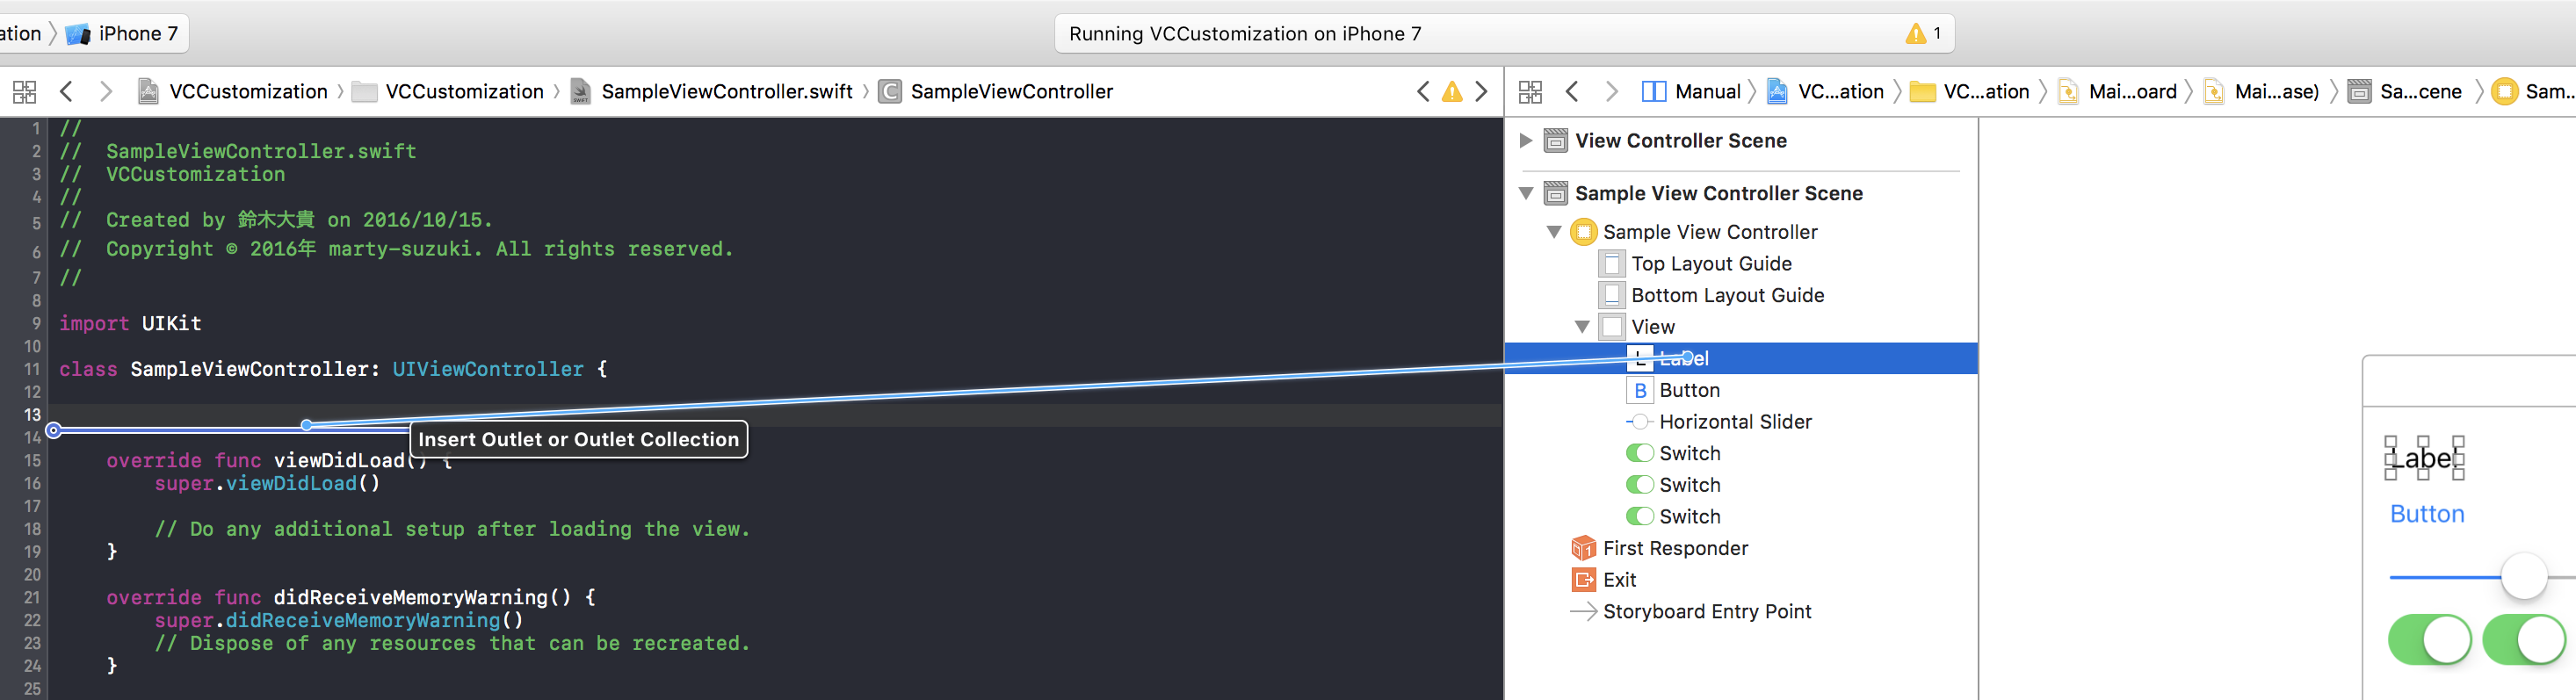 ation iPhone 7
Running VCCustomization on iPhone 7 1
VCCustomization VCCustomization SampleViewController.swift C SampleViewController
Manual VC...ation VC...ation Mai...oard Mai...ase) Sa...cene Sam...
1 //
2 // SampleViewController.swift
3 // VCCustomization
4 //
5 // Created by 鈴木大貴 on 2016/10/15.
6 // Copyright © 2016年 marty-suzuki. All rights reserved.
7 //
8
9 import UIKit
10
11 class SampleViewController: UIViewController {
12
13
14
Insert Outlet or Outlet Collection
15 override func viewDidLoad() {
16 super.viewDidLoad()
17
18 // Do any additional setup after loading the view.
19 }
20
21 override func didReceiveMemoryWarning() {
22 super.didReceiveMemoryWarning()
23 // Dispose of any resources that can be recreated.
24 }
25
View Controller Scene
Sample View Controller Scene
Sample View Controller
Top Layout Guide
Bottom Layout Guide
View
L Label
B Button
Horizontal Slider
Switch
Switch
Switch
1 First Responder
Exit
Storyboard Entry Point
Label
Button